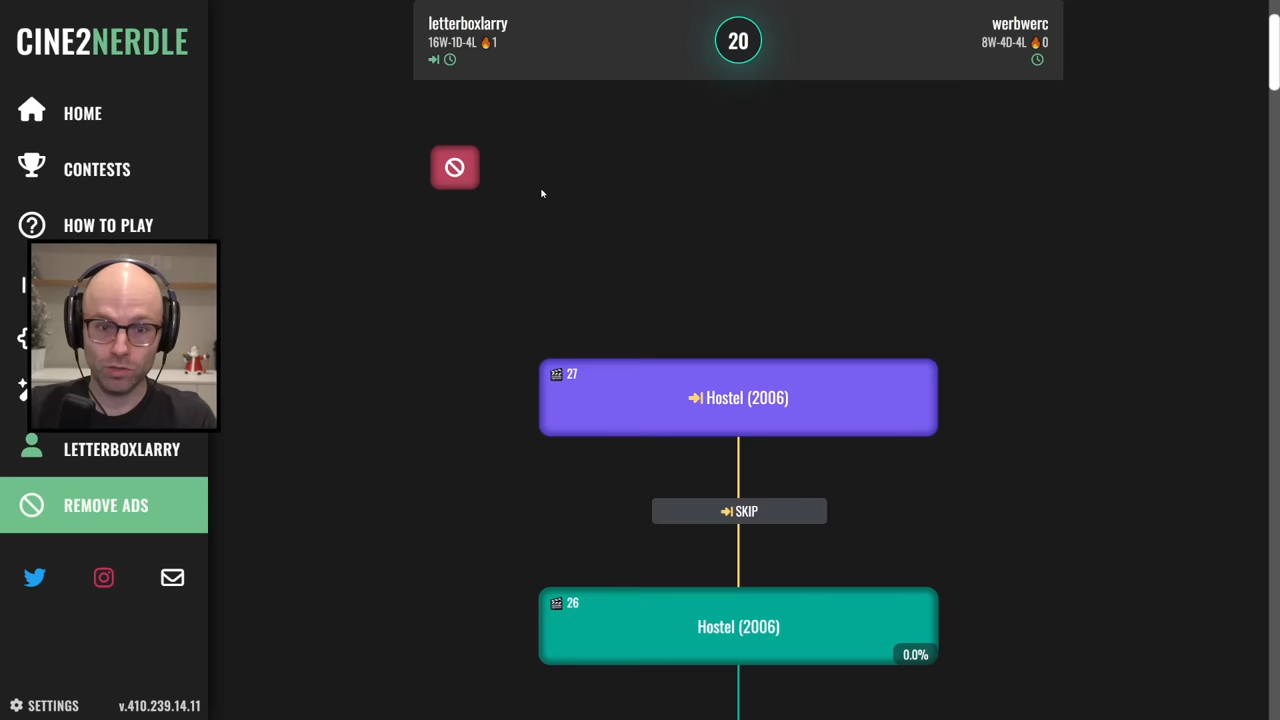 CINE2NERDLE
HOME
CONTESTS
HOW TO PLAY
LETTERBOXLARRY
REMOVE ADS
SETTINGS
v.410.239.14.11
letterboxlarry
16W-1D-4L 🔥1
20
werbwerc
8W-4D-4L 🔥0
27
Hostel (2006)
SKIP
26
Hostel (2006)
0.0%